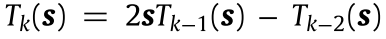 Tₖ(s) = 2sTₖ₋₁(s) − Tₖ₋₂(s)